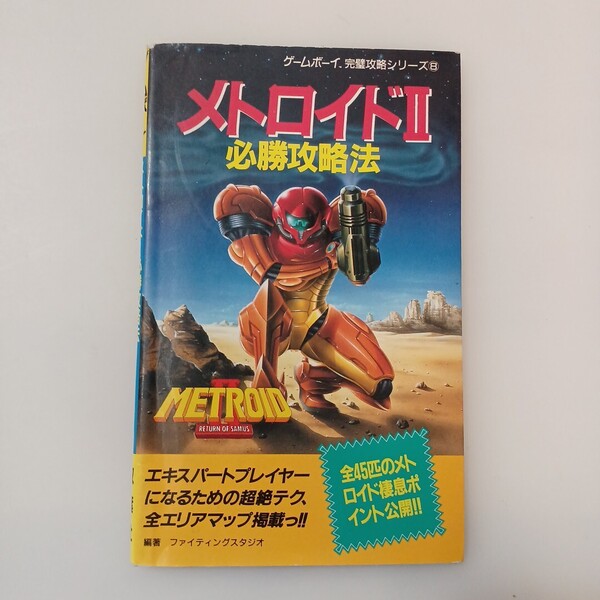 ゲームボーイ 完璧攻略シリーズ⑧
メトロイドII
必勝攻略法
METROID II
RETURN OF SAMUS
エキスパートプレイヤー
になるための超絶テク、
全エリアマップ掲載っ!!
編著 ファイティングスタジオ
全45匹のメト
ロイド棲息ポ
イント公開!!